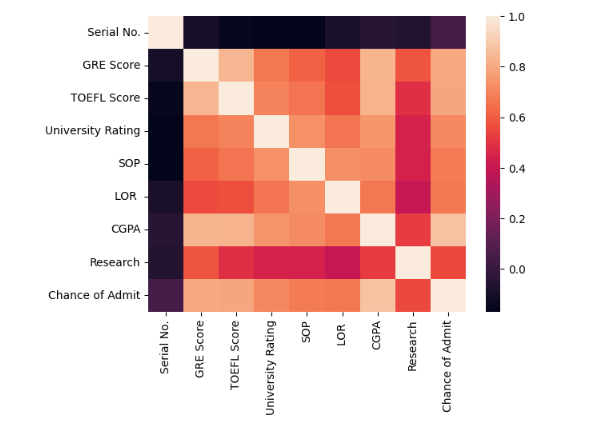 Serial No.
GRE Score
TOEFL Score
University Rating
SOP
LOR
CGPA
Research
Chance of Admit
Serial No.
GRE Score
TOEFL Score
University Rating
SOP
LOR
CGPA
Research
Chance of Admit
1.0
0.8
0.6
0.4
0.2
0.0